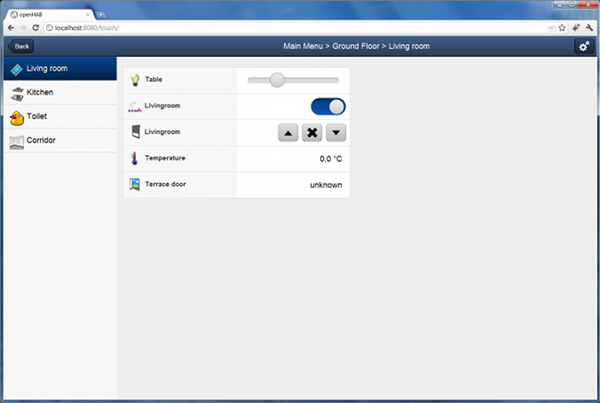 openHAB
localhost:8080/touch/
Back
Main Menu > Ground Floor > Living room
Living room
Kitchen
Toilet
Corridor
Table
Livingroom
Livingroom
Temperature
0,0 °C
Terrace door
unknown